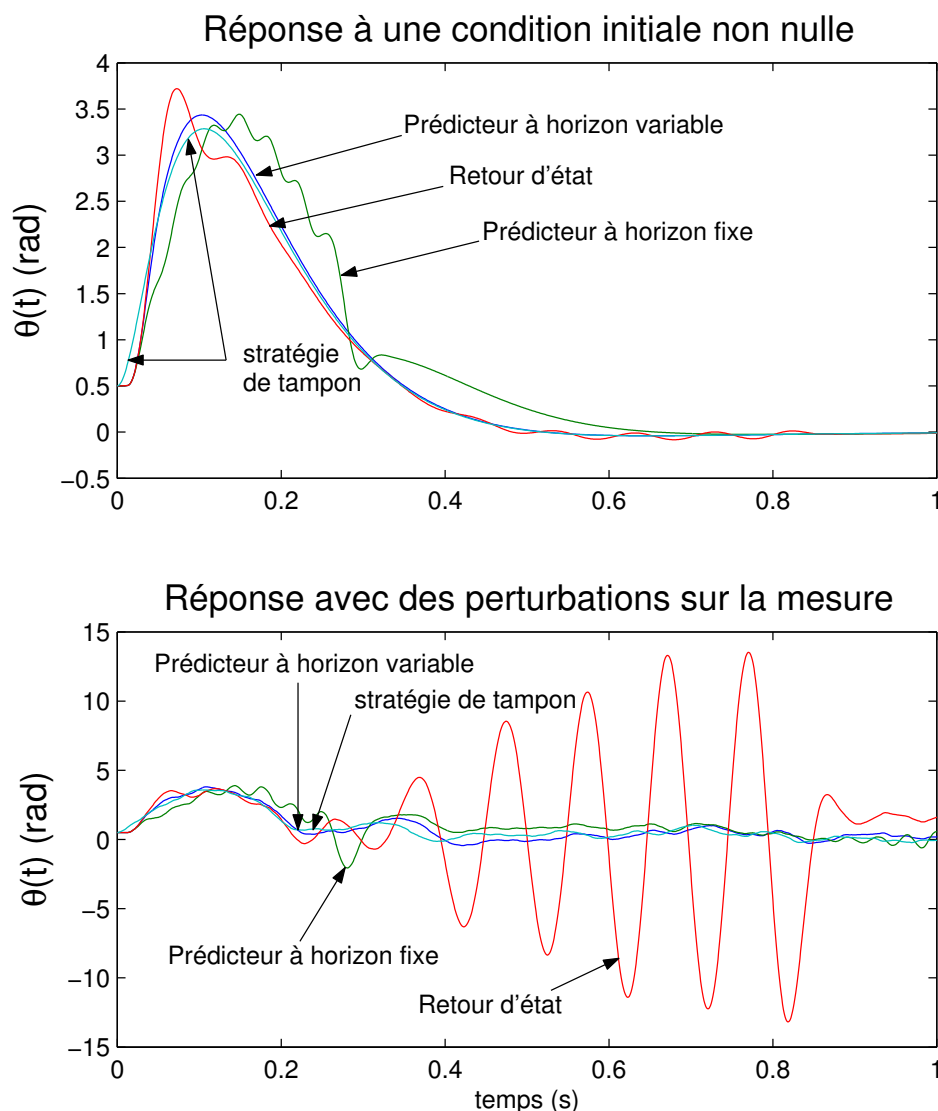 Réponse à une condition initiale non nulle
4
3.5
3
2.5
2
1.5
1
0.5
0
−0.5
θ(t) (rad)
Prédicteur à horizon variable
Retour d'état
Prédicteur à horizon fixe
stratégie
de tampon
0
0.2
0.4
0.6
0.8
1
Réponse avec des perturbations sur la mesure
15
10
5
0
−5
−10
−15
θ(t) (rad)
Prédicteur à horizon variable
stratégie de tampon
Prédicteur à horizon fixe
Retour d'état
0
0.2
0.4
0.6
0.8
1
temps (s)